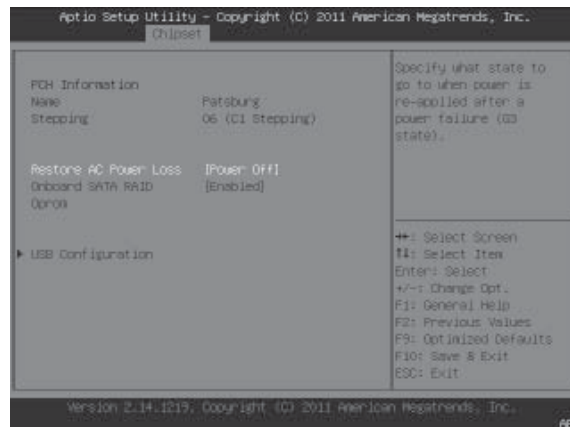 Aptio Setup Utility – Copyright (C) 2011 American Megatrends, Inc.
Chipset
PCH Information
Name Patsburg
Stepping 06 (C1 Stepping)
Restore AC Power Loss [Power Off]
Onboard SATA RAID [Enabled]
Oprom
▶ USB Configuration
Specify what state to
go to when power is
re-applied after a
power failure (G3
state).
→←: Select Screen
↑↓: Select Item
Enter: Select
+/-: Change Opt.
F1: General Help
F2: Previous Values
F9: Optimized Defaults
F10: Save & Exit
ESC: Exit
Version 2.14.1219. Copyright (C) 2011 American Megatrends, Inc.
AB